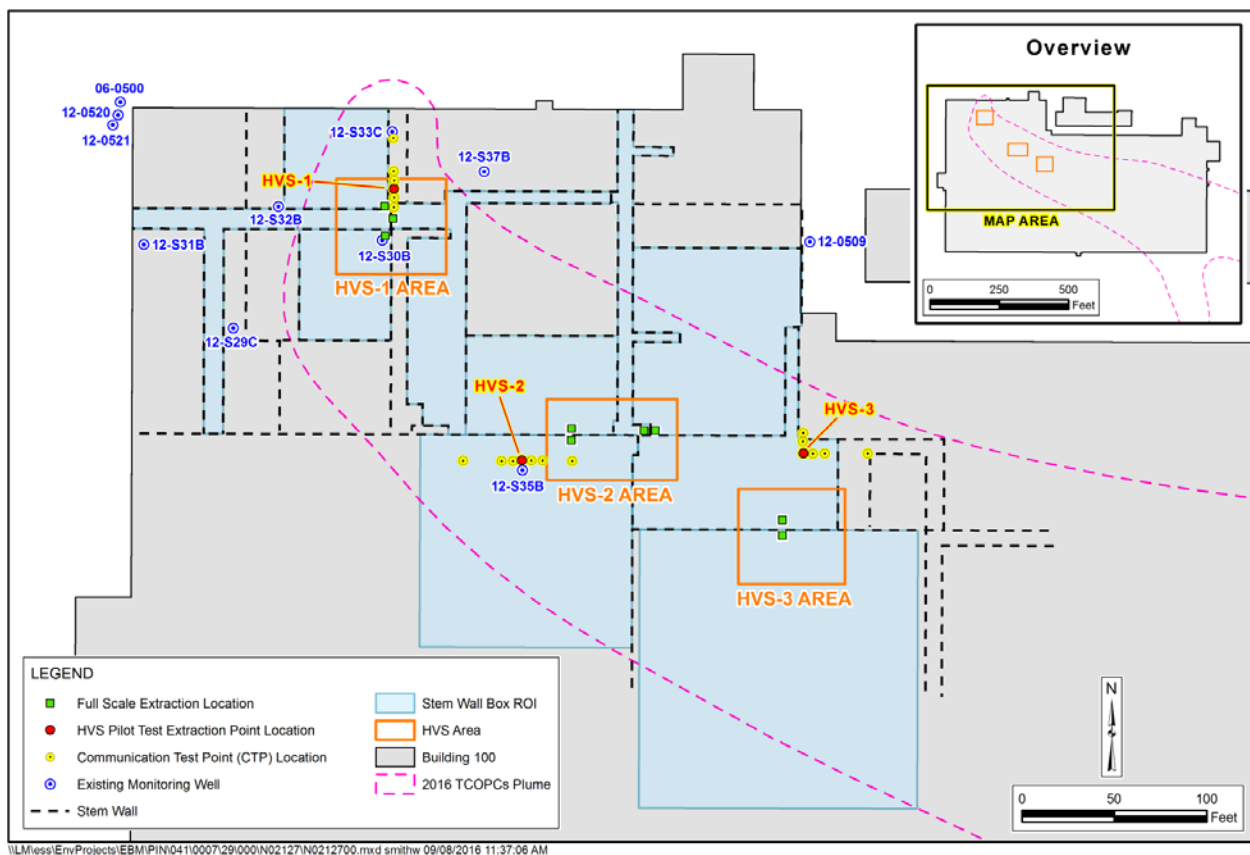 Overview
MAP AREA
0 250 500
Feet
06-0500
12-0520
12-0521
12-S33C
12-S37B
HVS-1
12-S32B
12-S31B
12-S30B
12-0509
HVS-1 AREA
12-S29C
HVS-2
HVS-3
12-S35B
HVS-2 AREA
HVS-3 AREA
LEGEND
Full Scale Extraction Location
HVS Pilot Test Extraction Point Location
Communication Test Point (CTP) Location
Existing Monitoring Well
Stem Wall
Stem Wall Box ROI
HVS Area
Building 100
2016 TCOPCs Plume
N
0 50 100
Feet
\\LM\ess\EnvProjects\EBM\PIN\041\0007\29\000\N02127\N0212700.mxd smithw 09/08/2016 11:37:06 AM